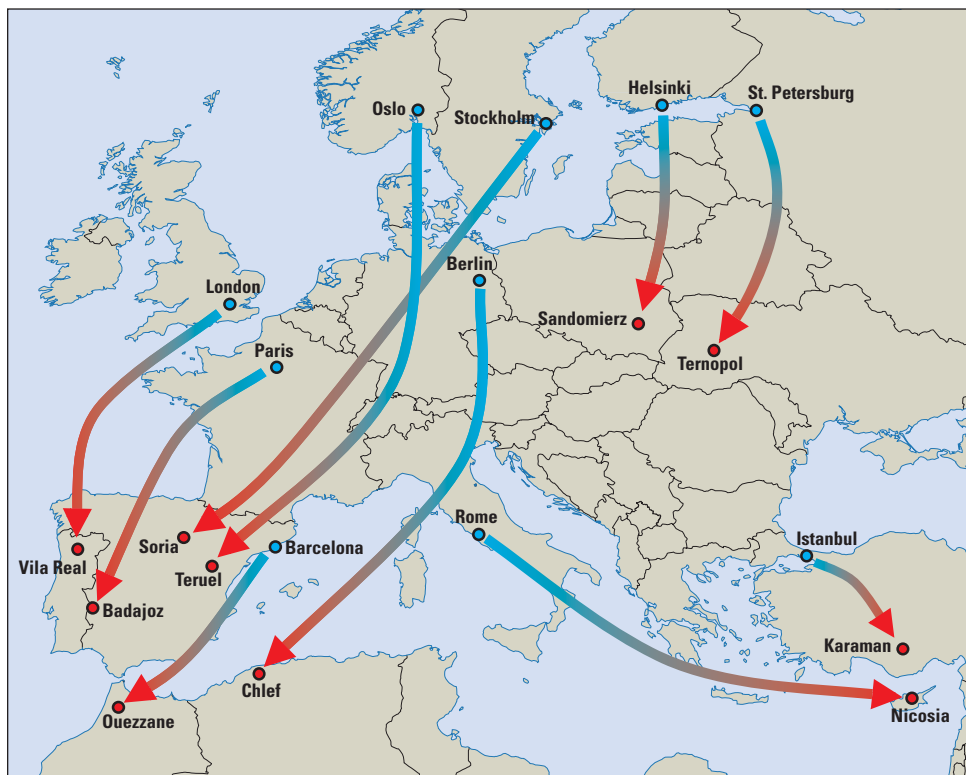 Helsinki
St. Petersburg
Oslo
Stockholm
Berlin
London
Sandomierz
Paris
Ternopol
Rome
Soria
Barcelona
Istanbul
Vila Real
Teruel
Badajoz
Karaman
Chlef
Ouezzane
Nicosia